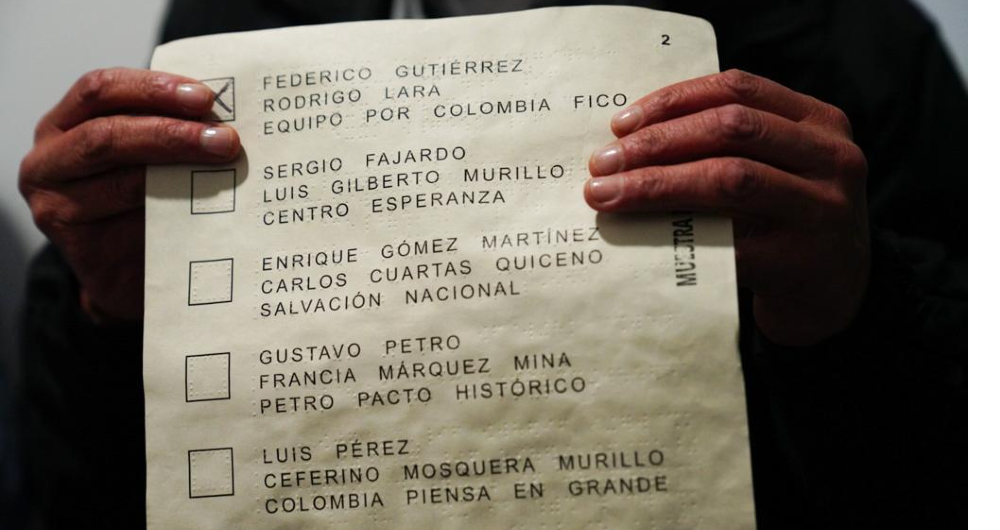 2
FEDERICO GUTIÉRREZ
RODRIGO LARA
EQUIPO POR COLOMBIA FICO
SERGIO FAJARDO
LUIS GILBERTO MURILLO
CENTRO ESPERANZA
ENRIQUE GÓMEZ MARTÍNEZ
CARLOS CUARTAS QUICENO
SALVACIÓN NACIONAL
MUESTRA
GUSTAVO PETRO
FRANCIA MÁRQUEZ MINA
PETRO PACTO HISTÓRICO
LUIS PÉREZ
CEFERINO MOSQUERA MURILLO
COLOMBIA PIENSA EN GRANDE